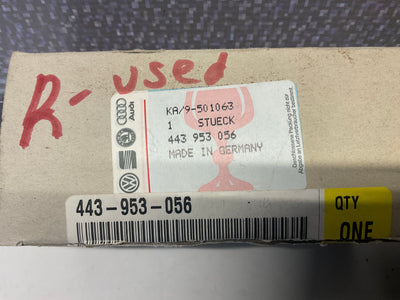 R- used
Audi
KA/9-501063
1 STUECK
443 953 056
MADE IN GERMANY
443-953-056
QTY
ONE